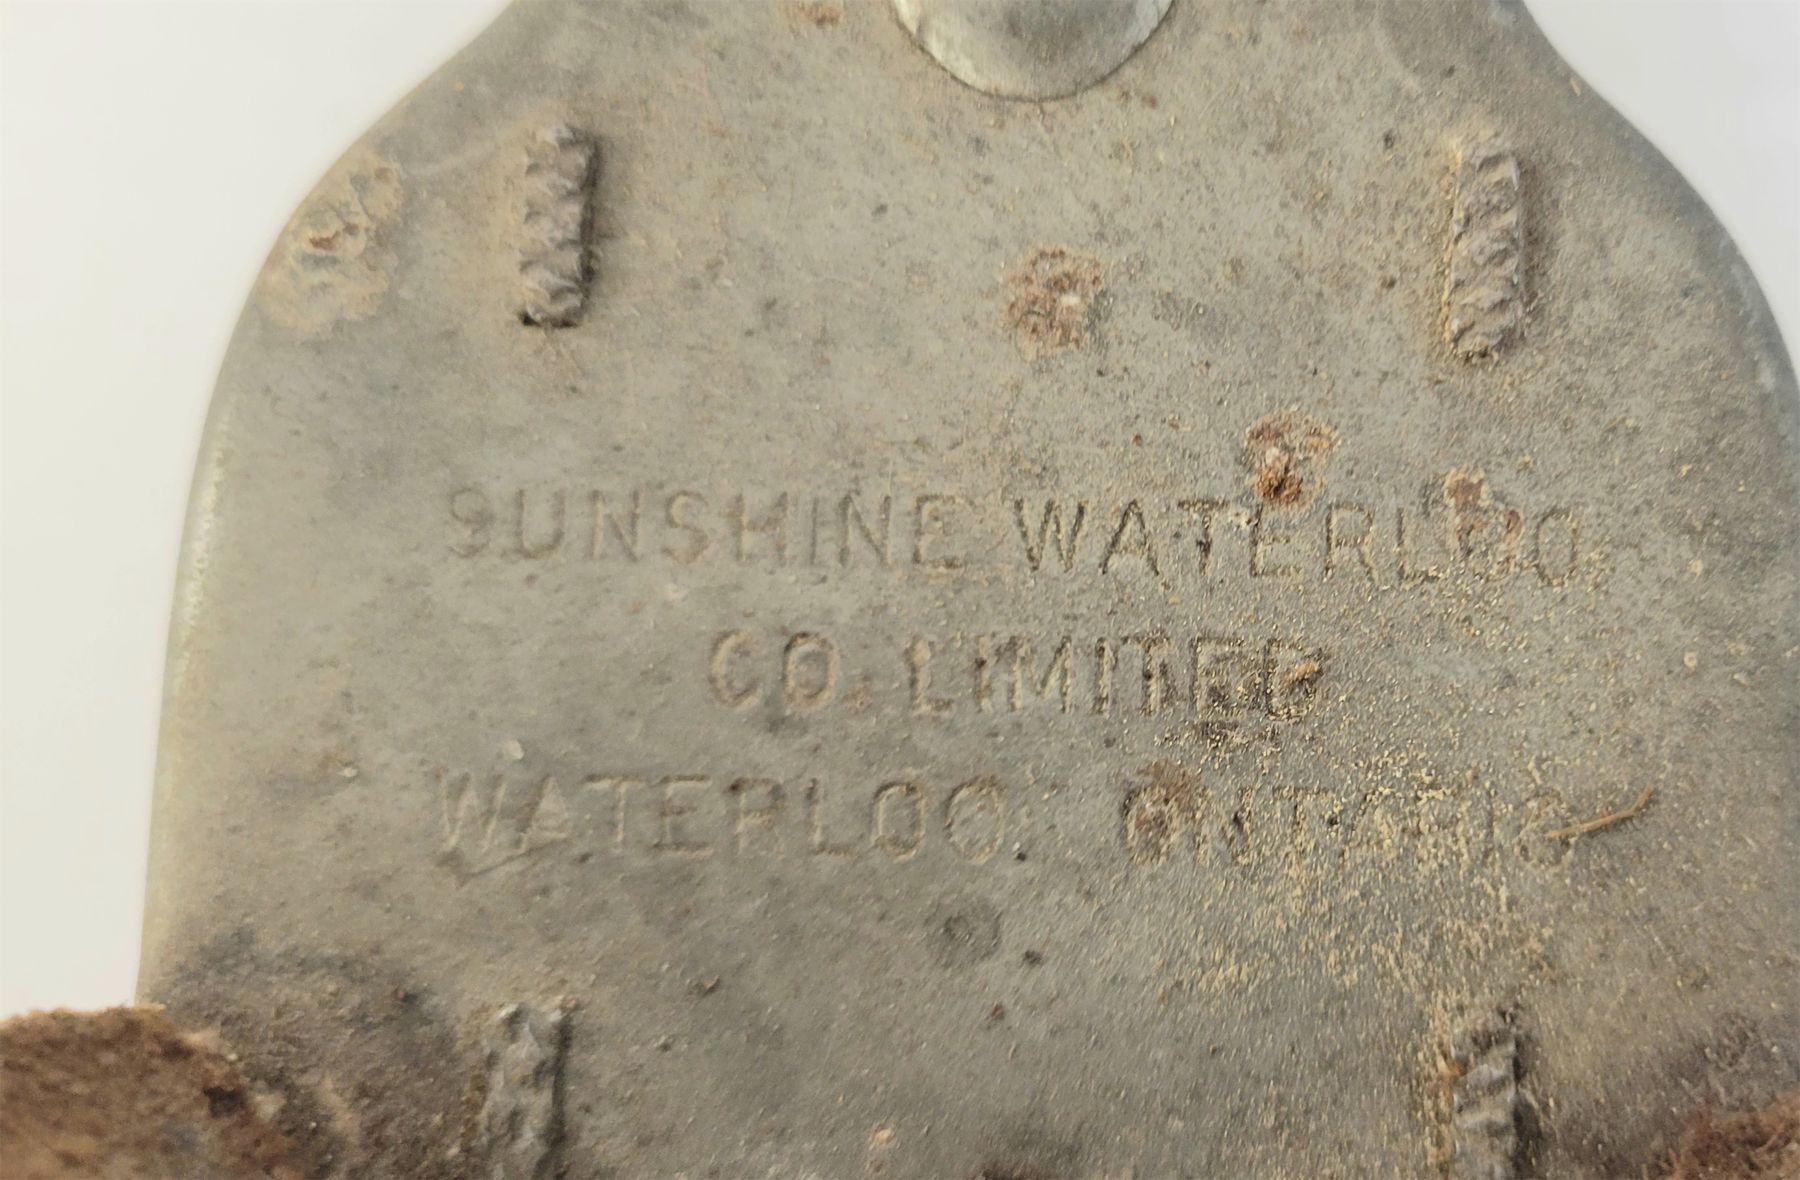 SUNSHINE WATERLOO
CO. LIMITED
WATERLOO ONTARIO